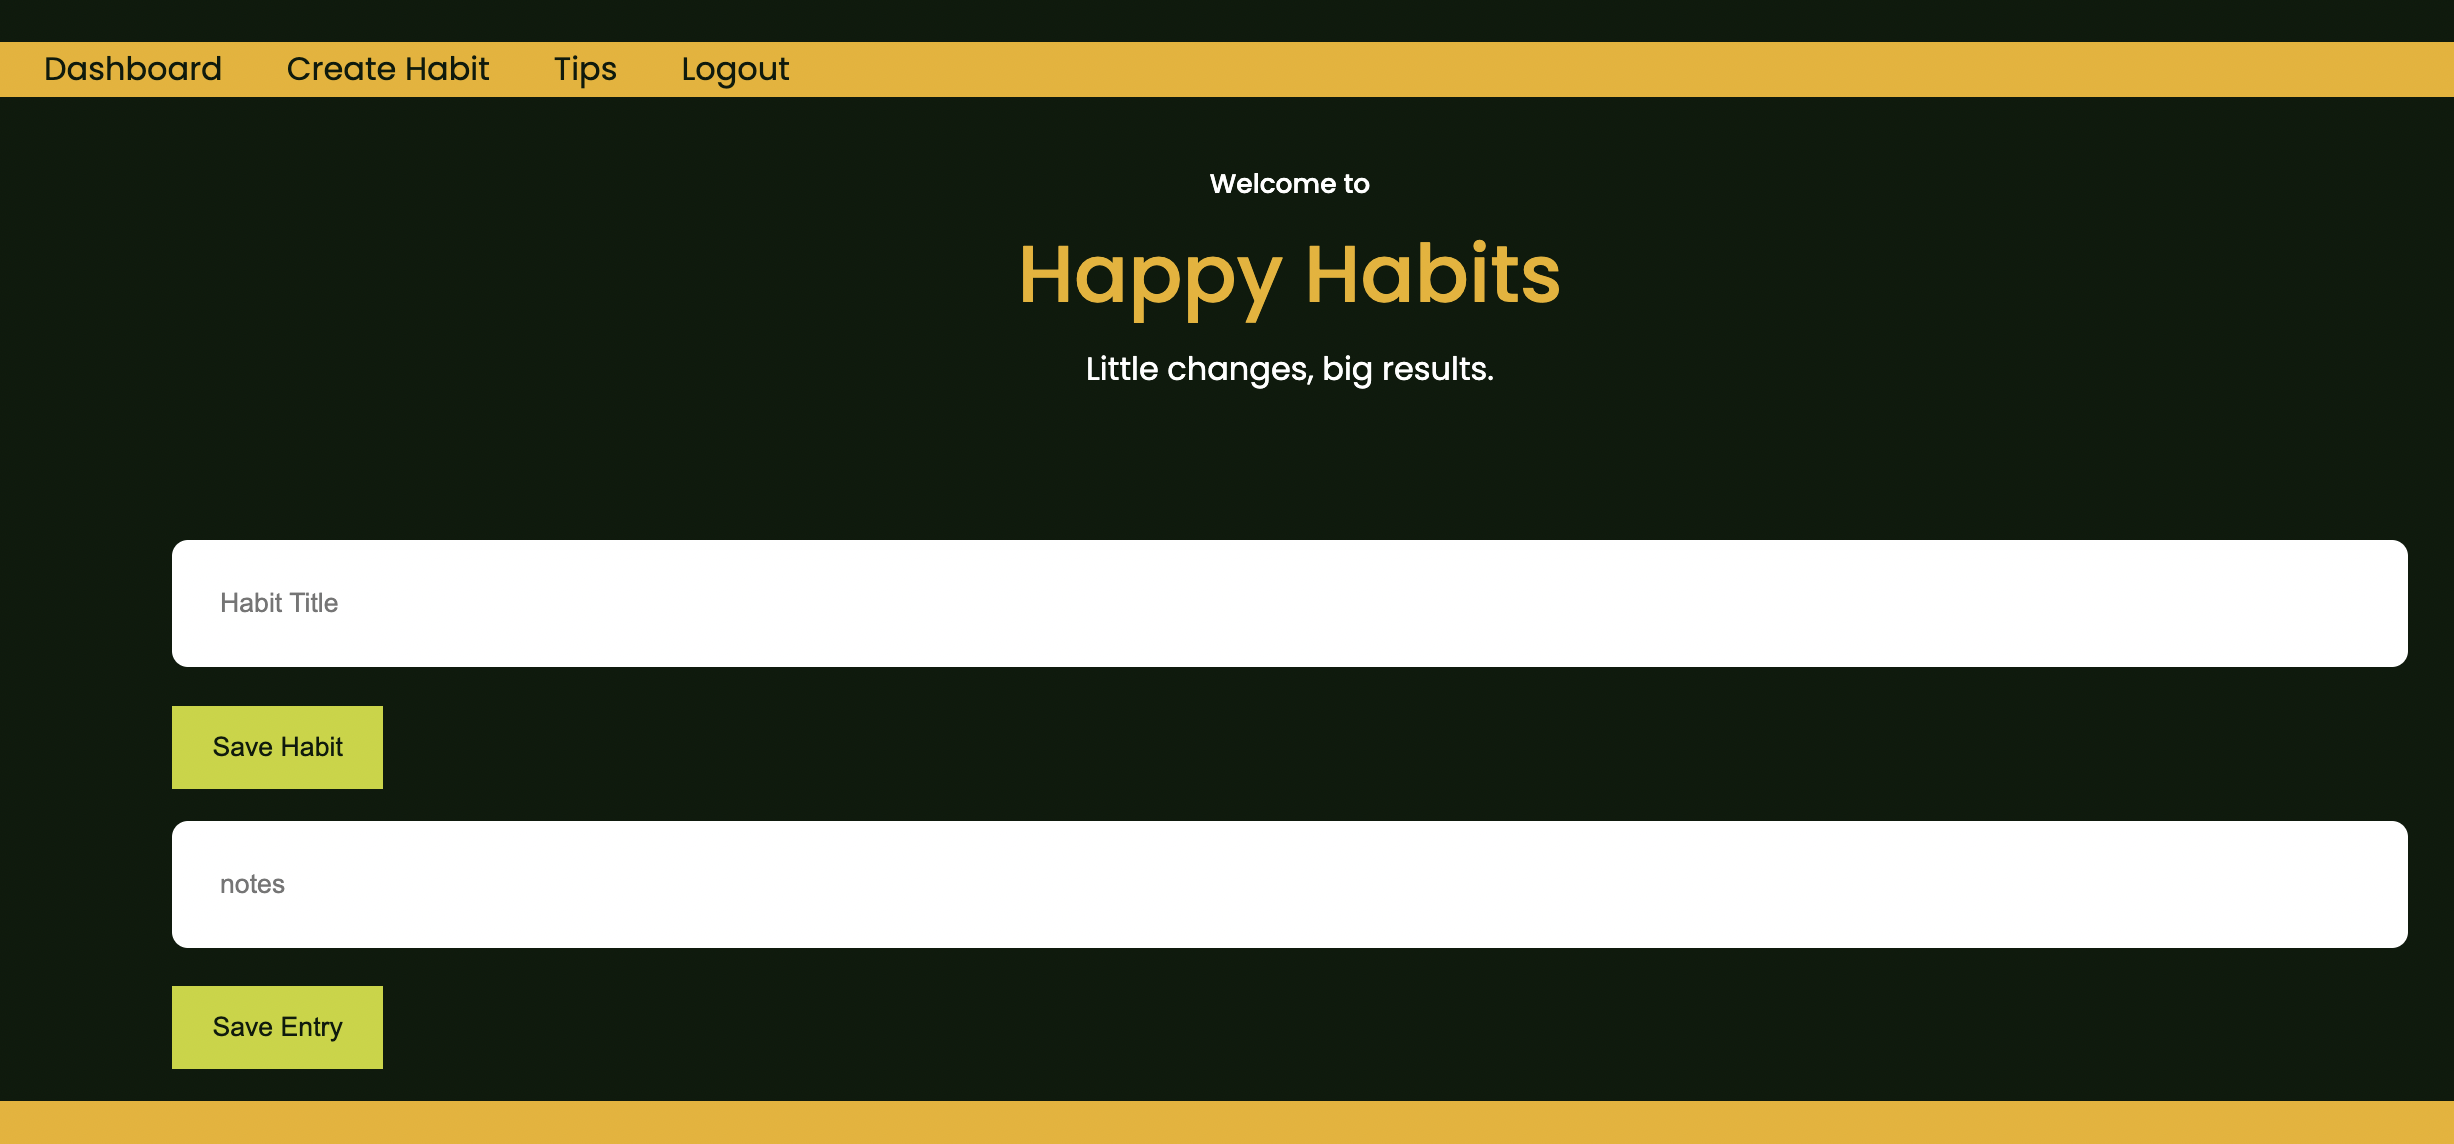 Dashboard Create Habit Tips Logout
Welcome to
Happy Habits
Little changes, big results.
Habit Title
Save Habit
notes
Save Entry